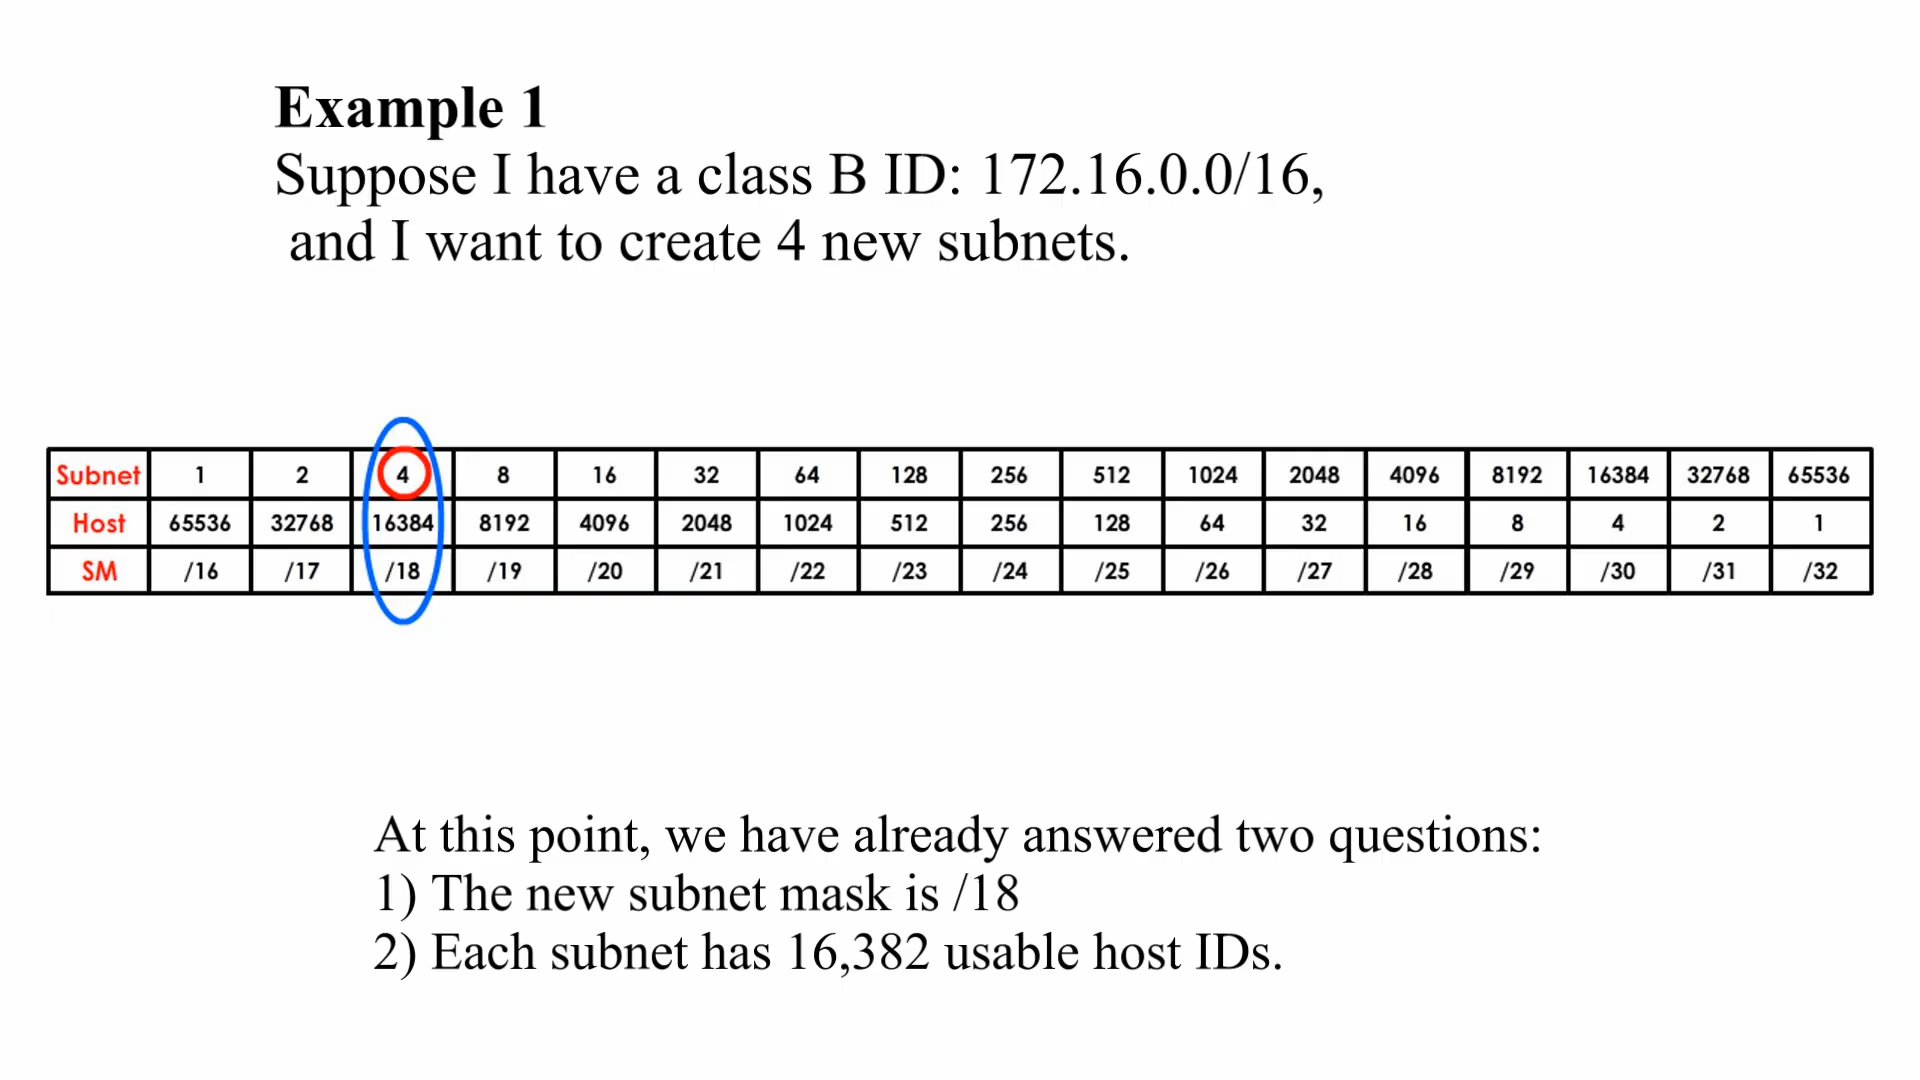 Example 1
Suppose I have a class B ID: 172.16.0.0/16,
and I want to create 4 new subnets.
Subnet 1 2 4 8 16 32 64 128 256 512 1024 2048 4096 8192 16384 32768 65536
Host 65536 32768 16384 8192 4096 2048 1024 512 256 128 64 32 16 8 4 2 1
SM /16 /17 /18 /19 /20 /21 /22 /23 /24 /25 /26 /27 /28 /29 /30 /31 /32
At this point, we have already answered two questions:
1) The new subnet mask is /18
2) Each subnet has 16,382 usable host IDs.